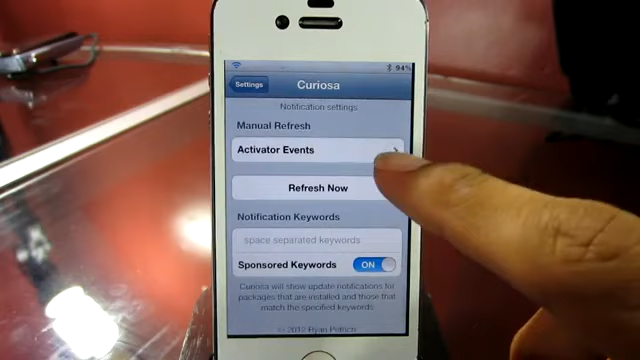 94%
Settings
Curiosa
Notification settings
Manual Refresh
Activator Events
Refresh Now
Notification Keywords
space separated keywords
Sponsored Keywords ON
Curiosa will show update notifications for
packages that are installed and those that
match the specified keywords.
© 2012 Ryan Petrich